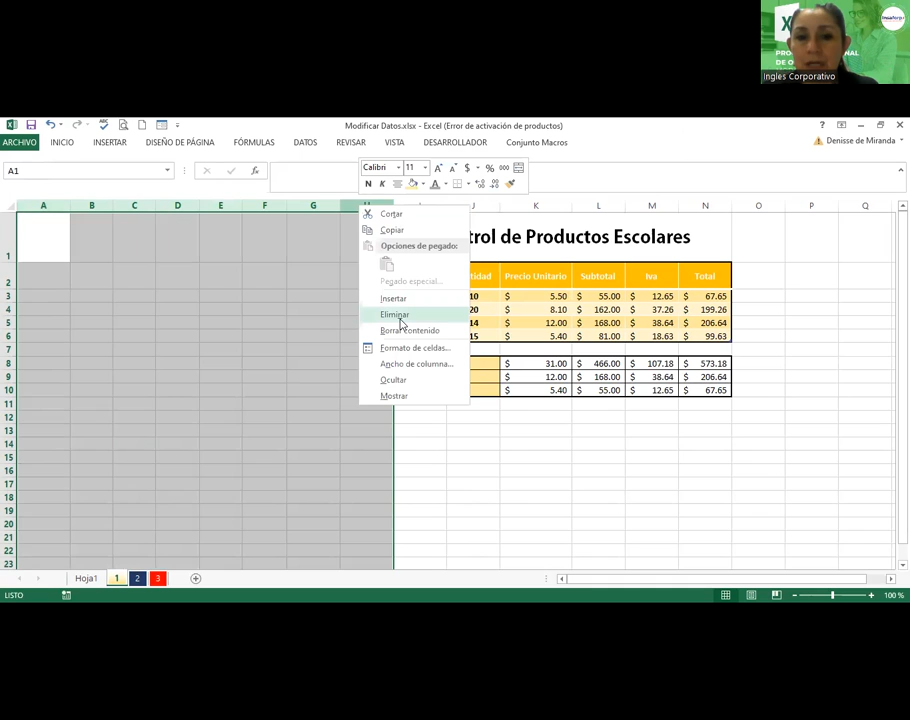 X
PRO
NAL
DE O
Ingles Corporativo
Modificar Datos.xlsx - Excel (Error de activación de productos)
ARCHIVO INICIO DISEÑO DE PÁGINA FÓRMULAS DATOS REVISAR VISTA DESARROLLADOR Conjunto Macros Denisse de Miranda
A1 fx
Calibri 11 A A $ % 000
N K A
A B C D E F G H J K L M N O P Q
Cortar
Copiar
Opciones de pegado:
Pegado especial...
Insertar
Eliminar
Borrar contenido
Formato de celdas...
Ancho de columna...
Ocultar
Mostrar
1 trol de Productos Escolares
2 tidad Precio Unitario Subtotal Iva Total
3 10 $ 5.50 $ 55.00 $ 12.65 $ 67.65
4 20 $ 8.10 $ 162.00 $ 37.26 $ 199.26
5 14 $ 12.00 $ 168.00 $ 38.64 $ 206.64
6 15 $ 5.40 $ 81.00 $ 18.63 $ 99.63
7
8 $ 31.00 $ 466.00 $ 107.18 $ 573.18
9 $ 12.00 $ 168.00 $ 38.64 $ 206.64
10 $ 5.40 $ 55.00 $ 12.65 $ 67.65
11
12
13
14
15
16
17
18
19
20
21
22
23
Hoja1 1 2 3
LISTO 100 %